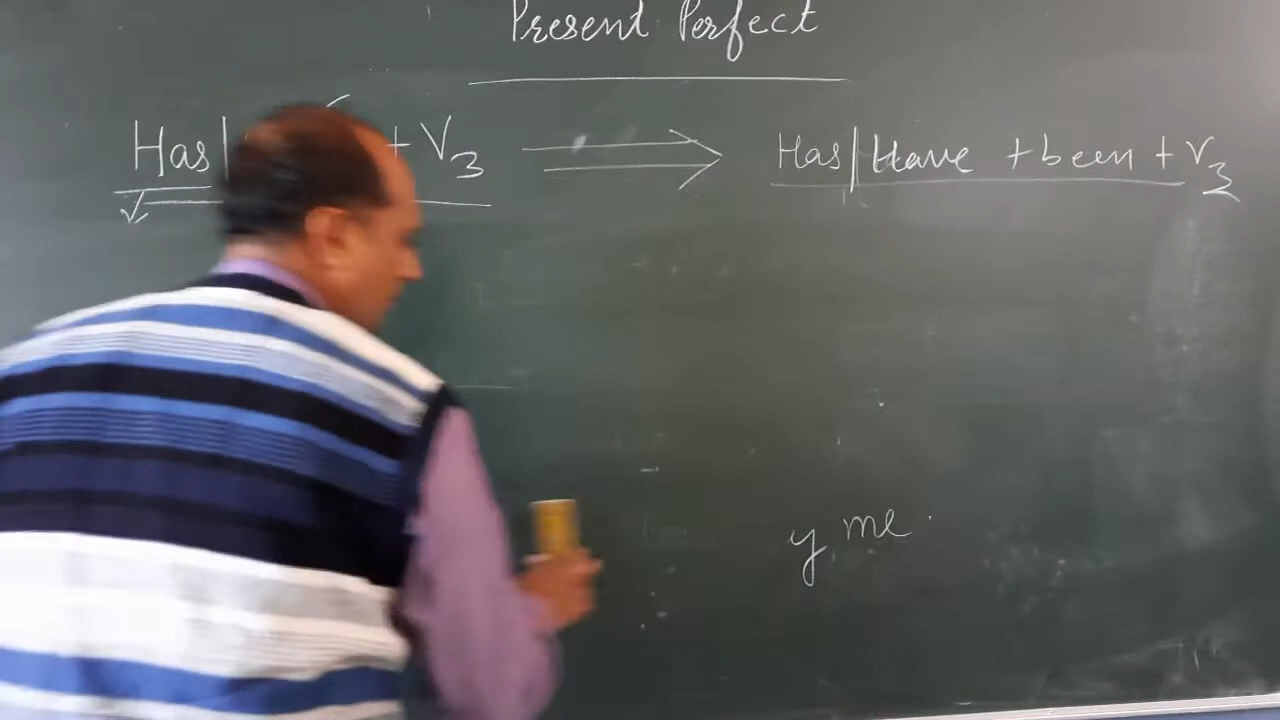 Present Perfect
Has| + V3 ⟹ Has|Have + been + V3
y me.